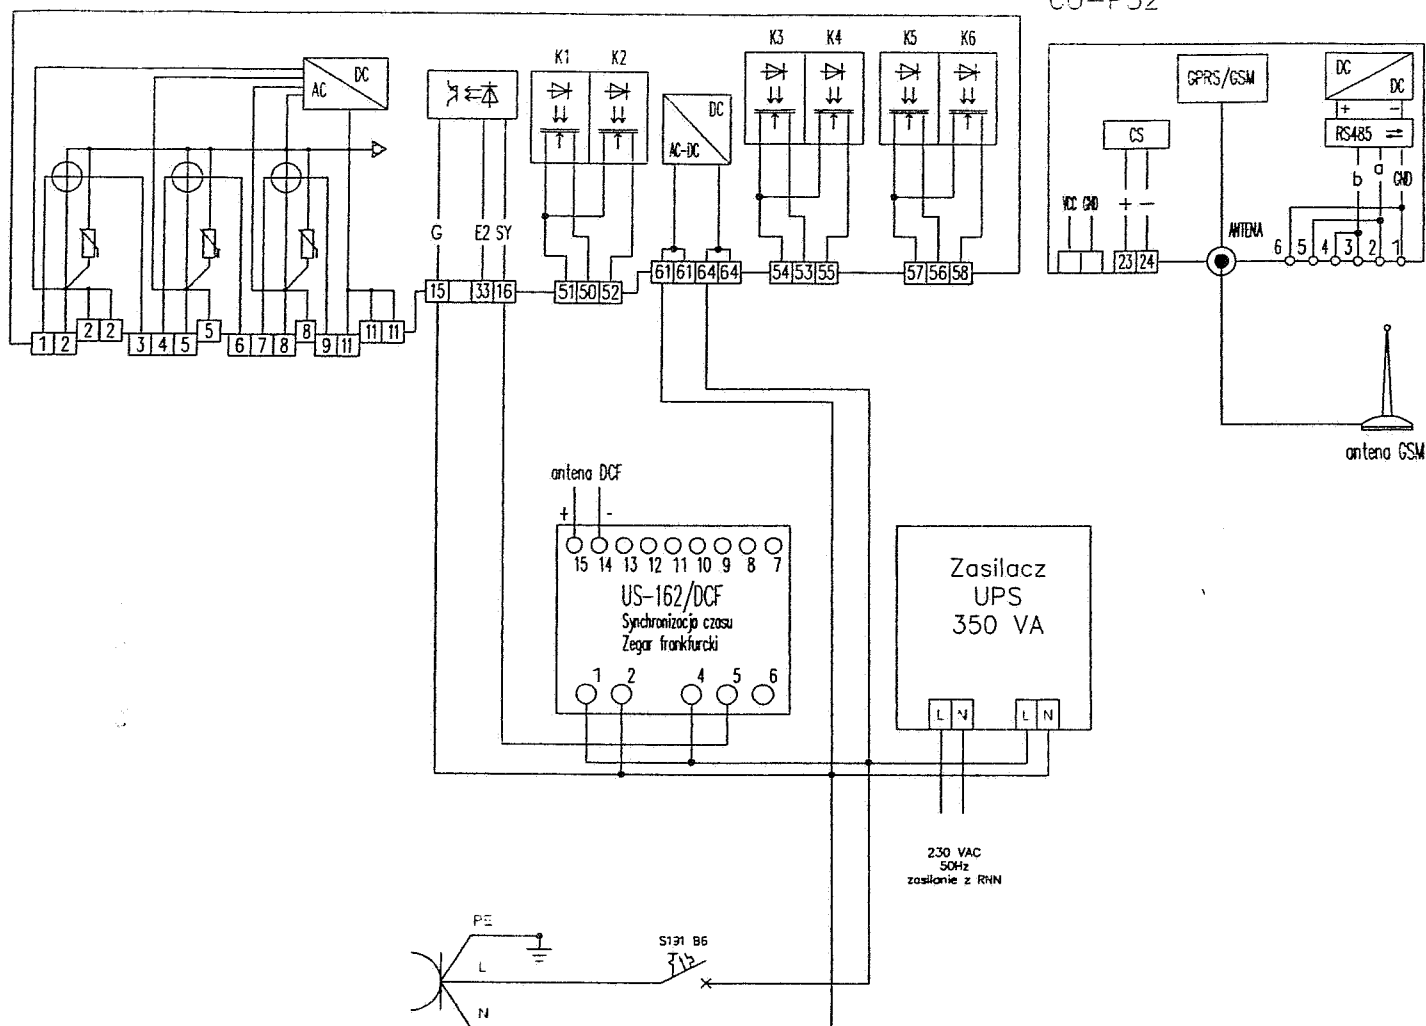 CU-P32
K1 K2
K3 K4
K5 K6
DC
AC
DC
AC-DC
GPRS/GSM
DC
DC
+ -
RS485
CS
b a GND
VCC GND
+ -
ANTENA
G E2 SY
1 2 2 2 3 4 5 5 6 7 8 8 9 11 11 11
15 33 16
51 50 52
61 61 64 64
54 53 55
57 56 58
23 24
6 5 4 3 2 1
antena GSM
antena DCF
+ -
15 14 13 12 11 10 9 8 7
US-162/DCF
Synchronizacja czasu
Zegar frankfurcki
1 2 4 5 6
Zasilacz
UPS
350 VA
L N L N
230 VAC
50Hz
zasilanie z RNN
PE
L
N
S191 B6